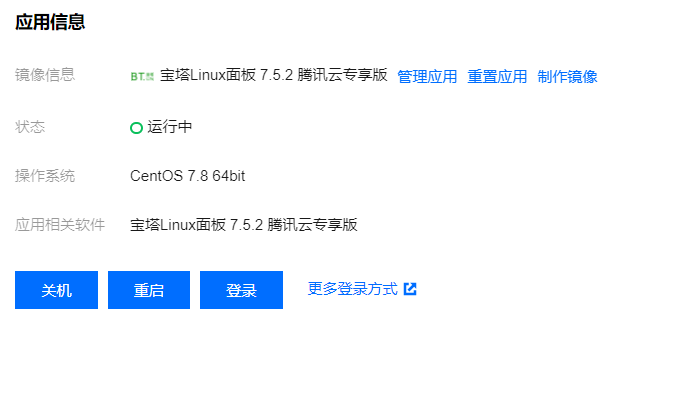 应用信息
镜像信息 BT 宝塔Linux面板 7.5.2 腾讯云专享版 管理应用 重置应用 制作镜像
状态 运行中
操作系统 CentOS 7.8 64bit
应用相关软件 宝塔Linux面板 7.5.2 腾讯云专享版
关机 重启 登录 更多登录方式